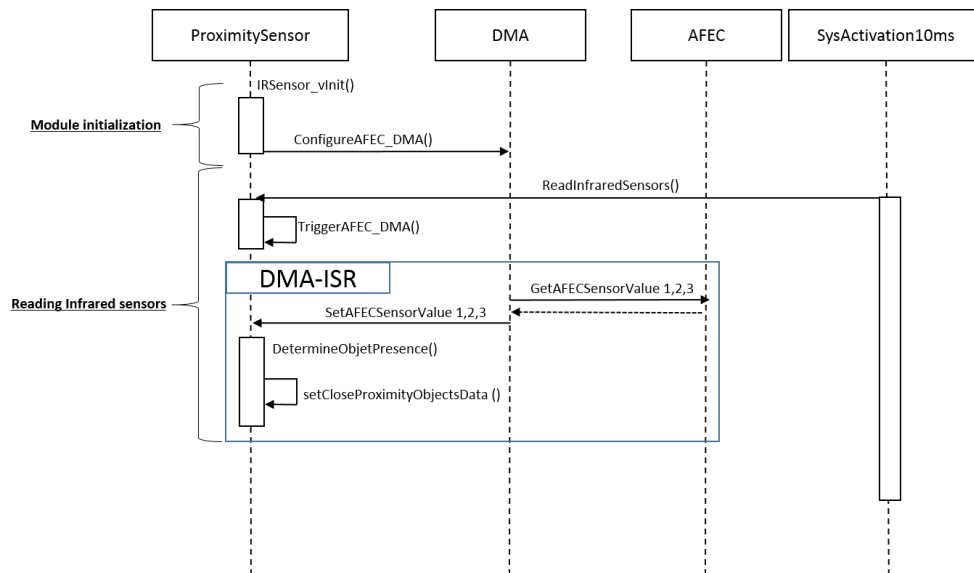 ProximitySensor
DMA
AFEC
SysActivation10ms
IRSensor_vInit()
Module initialization
ConfigureAFEC_DMA()
ReadInfraredSensors()
TriggerAFEC_DMA()
DMA-ISR
GetAFECSensorValue 1,2,3
Reading Infrared sensors
SetAFECSensorValue 1,2,3
DetermineObjetPresence()
setCloseProximityObjectsData ()